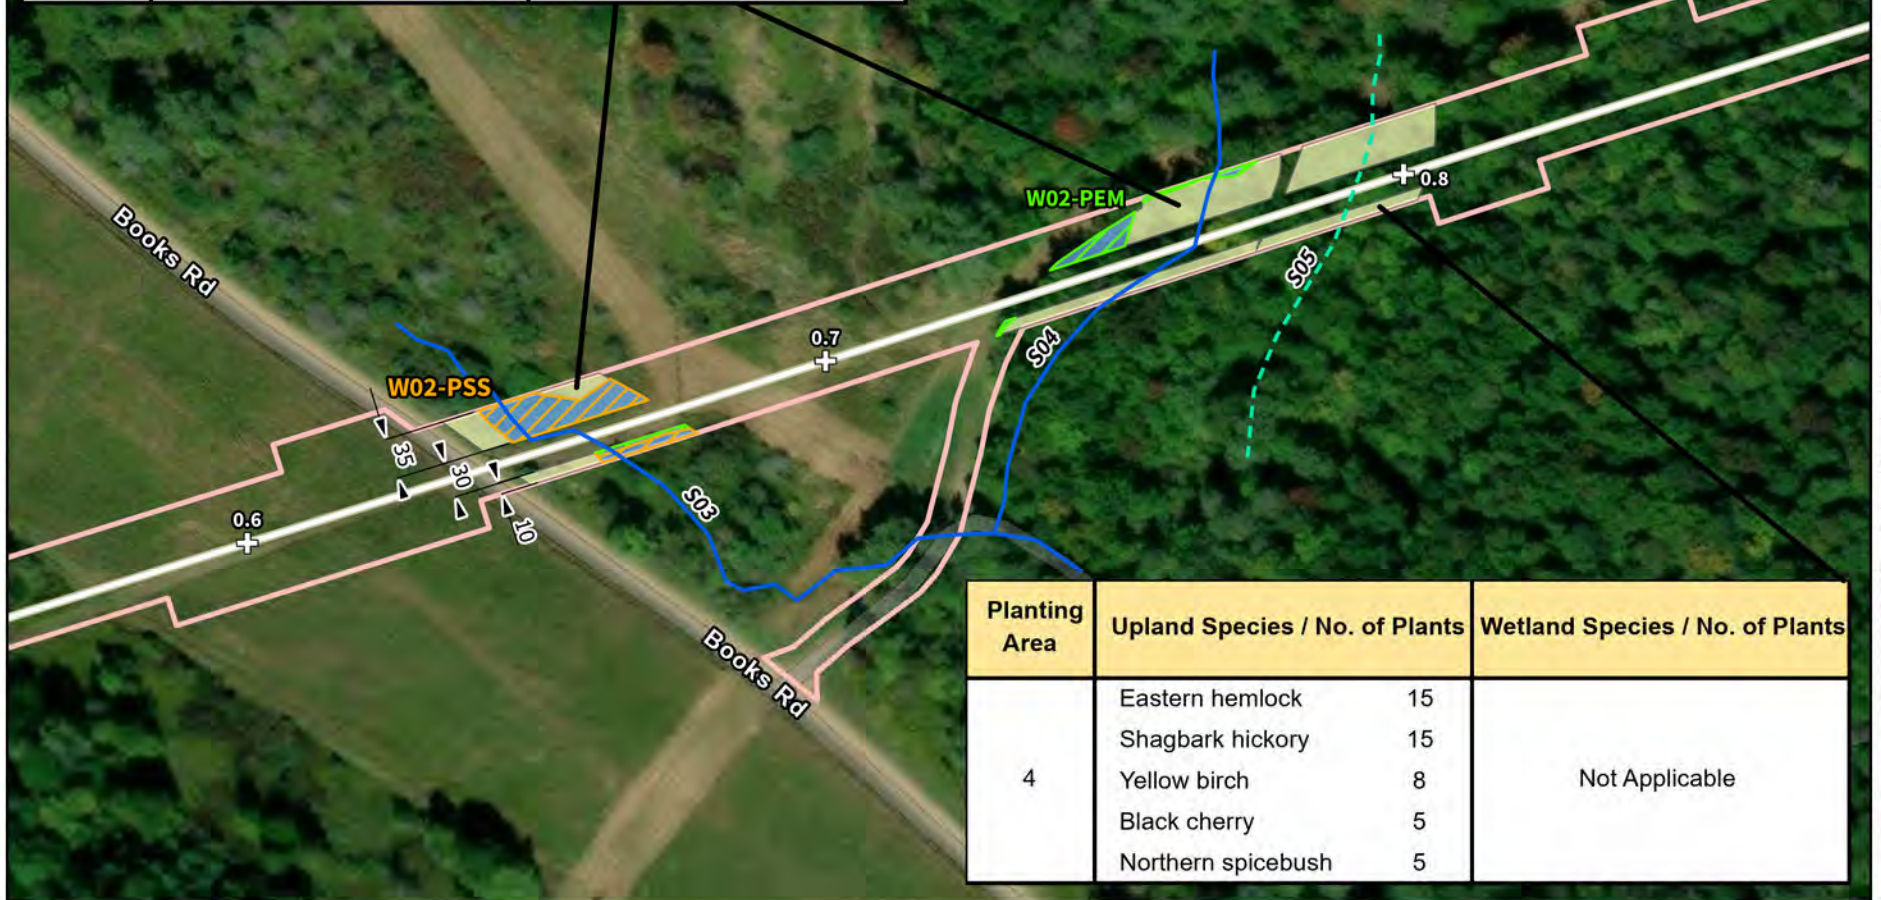 0.8
W02-PEM
Books Rd
S05
0.7
S04
W02-PSS
35
30
S03
0.6
10
Books Rd
Planting Area
Upland Species / No. of Plants
Wetland Species / No. of Plants
4
Eastern hemlock 15
Shagbark hickory 15
Yellow birch 8
Black cherry 5
Northern spicebush 5
Not Applicable